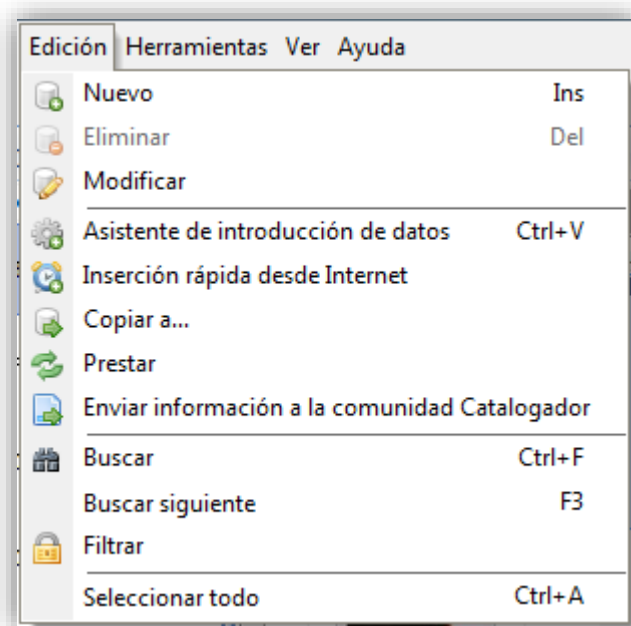 Edición Herramientas Ver Ayuda
Nuevo Ins
Eliminar Del
Modificar
Asistente de introducción de datos Ctrl+V
Inserción rápida desde Internet
Copiar a...
Prestar
Enviar información a la comunidad Catalogador
Buscar Ctrl+F
Buscar siguiente F3
Filtrar
Seleccionar todo Ctrl+A